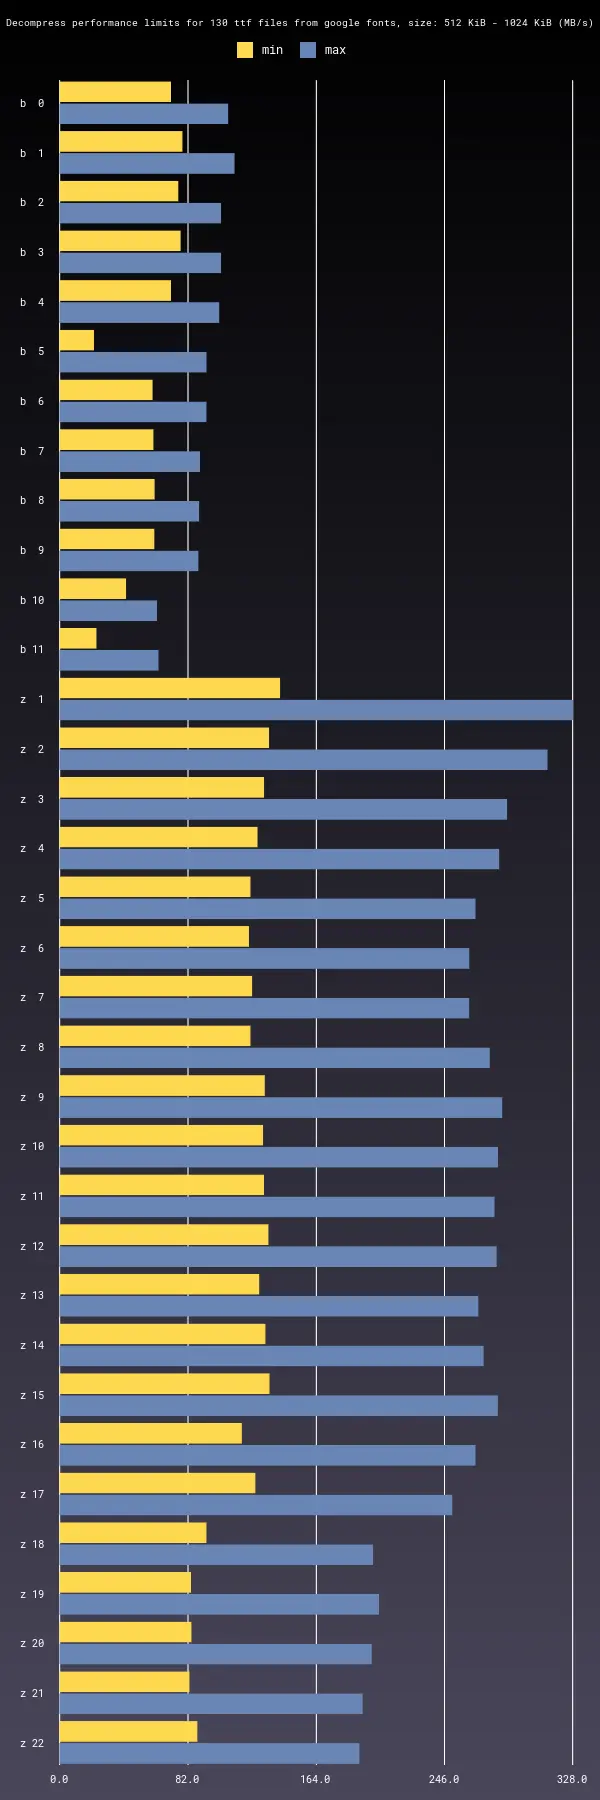 Decompress performance limits for 130 ttf files from google fonts, size: 512 KiB - 1024 KiB (MB/s)
min max
b 0
b 1
b 2
b 3
b 4
b 5
b 6
b 7
b 8
b 9
b 10
b 11
z 1
z 2
z 3
z 4
z 5
z 6
z 7
z 8
z 9
z 10
z 11
z 12
z 13
z 14
z 15
z 16
z 17
z 18
z 19
z 20
z 21
z 22
0.0 82.0 164.0 246.0 328.0